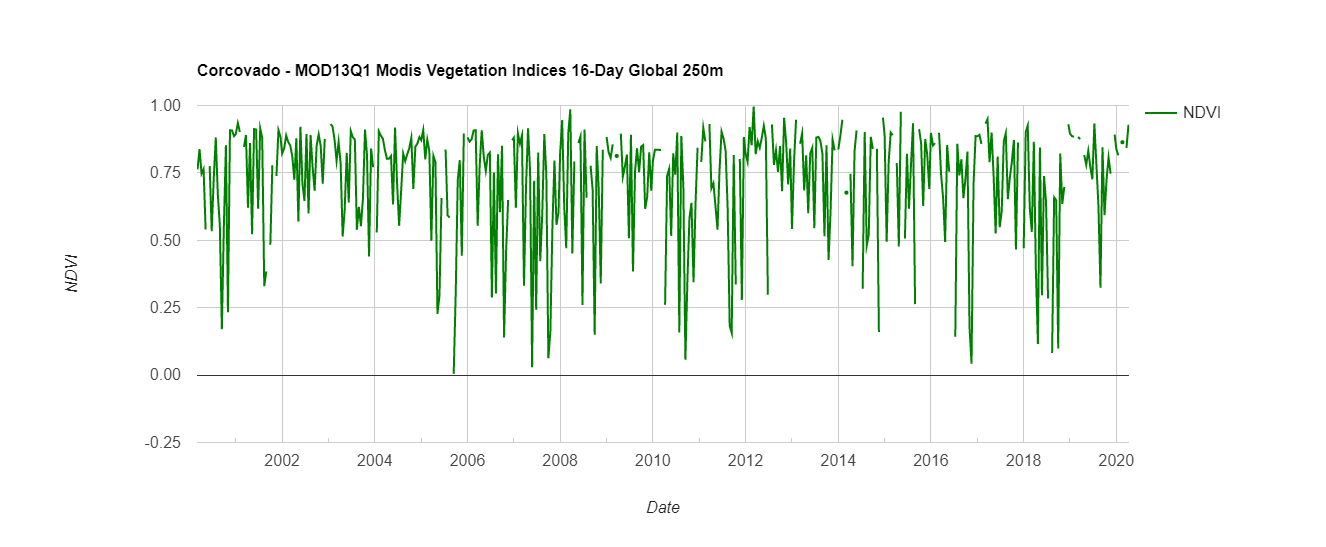 Corcovado - MOD13Q1 Modis Vegetation Indices 16-Day Global 250m
NDVI
1.00
0.75
0.50
0.25
0.00
-0.25
NDVI
2002 2004 2006 2008 2010 2012 2014 2016 2018 2020
Date